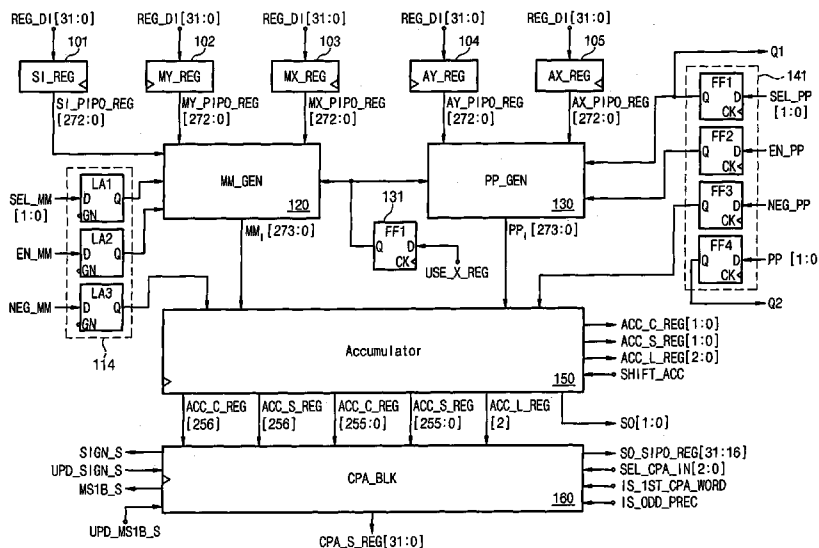 REG_DI[31:0] REG_DI[31:0] REG_DI[31:0] REG_DI[31:0] REG_DI[31:0]
101 102 103 104 105
SI_REG MY_REG MX_REG AY_REG AX_REG
Q1
141
SI_PIPO_REG [272:0]
MY_PIPO_REG [272:0]
MX_PIPO_REG [272:0]
AY_PIPO_REG [272:0]
AX_PIPO_REG [272:0]
FF1 Q D CK
SEL_PP [1:0]
FF2 Q D CK
EN_PP
FF3 Q D CK
NEG_PP
FF4 Q D CK
PP [1:0
Q2
SEL_MM [1:0]
LA1 D Q GN
EN_MM
LA2 D Q GN
NEG_MM
LA3 D Q GN
114
MM_GEN 120
PP_GEN 130
131
FF1 Q D CK
USE_X_REG
MMi [273:0]
PPi [273:0]
Accumulator 150
ACC_C_REG[1:0]
ACC_S_REG[1:0]
ACC_L_REG[2:0]
SHIFT_ACC
ACC_C_REG [256]
ACC_S_REG [256]
ACC_C_REG [255:0]
ACC_S_REG [255:0]
ACC_L_REG [2]
SO[1:0]
SIGN_S
UPD_SIGN_S
MS1B_S
UPD_MS1B_S
CPA_BLK 160
SO_SIPO_REG[31:16]
SEL_CPA_IN[2:0]
IS_1ST_CPA_WORD
IS_ODD_PREC
CPA_S_REG[31:0]